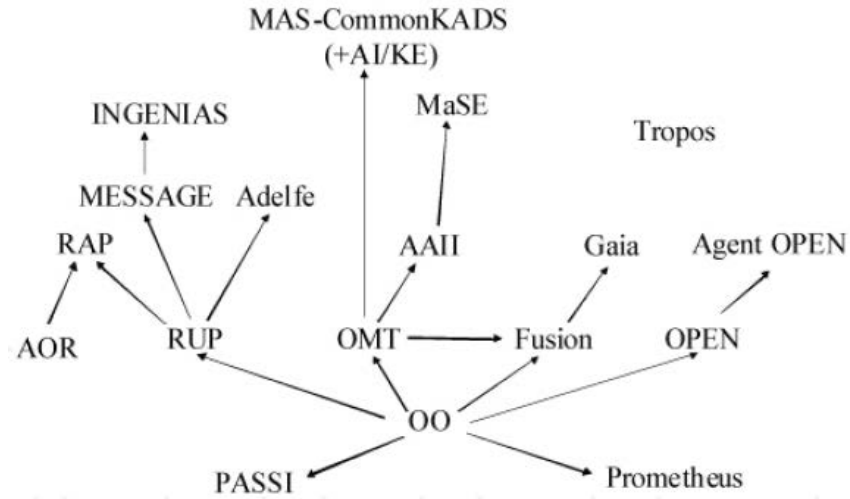 MAS-CommonKADS
(+AI/KE)
MaSE
INGENIAS
Tropos
MESSAGE Adelfe
RAP AAII Gaia Agent OPEN
AOR RUP OMT Fusion OPEN
OO
PASSI Prometheus